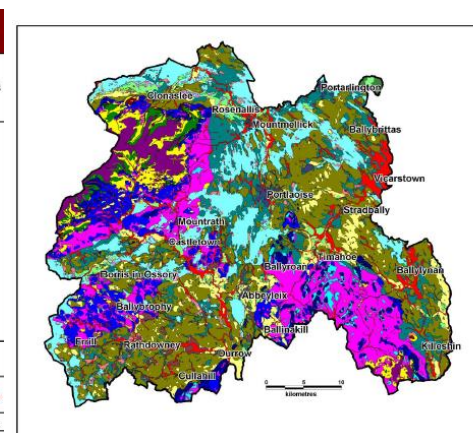 Clonaslee
Portarlington
Rosenallis
Mountmellick
Ballybrittas
Vicarstown
Portlaoise
Stradbally
Mountrath
Castletown
Timahoe
Ballyroan
Ballylynan
Borris in Ossory
Abbeyleix
Ballybrophy
Ballinakill
Errill
Rathdowney
Killeshin
Durrow
Cullahill
0 5 10
kilometres